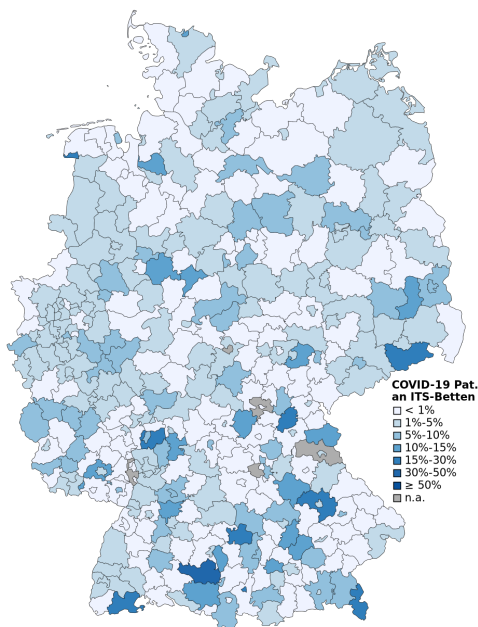 COVID-19 Pat.
an ITS-Betten
< 1%
1%-5%
5%-10%
10%-15%
15%-30%
30%-50%
≥ 50%
n.a.